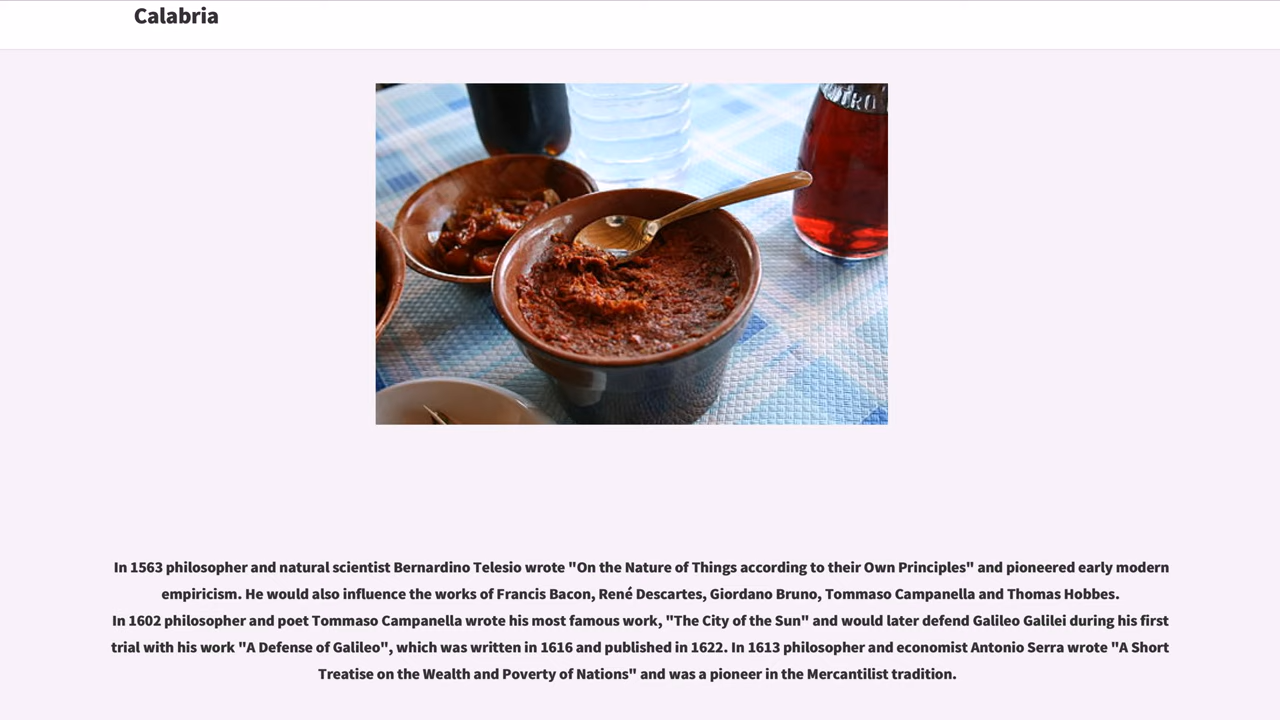 Calabria
In 1563 philosopher and natural scientist Bernardino Telesio wrote "On the Nature of Things according to their Own Principles" and pioneered early modern
empiricism. He would also influence the works of Francis Bacon, René Descartes, Giordano Bruno, Tommaso Campanella and Thomas Hobbes.
In 1602 philosopher and poet Tommaso Campanella wrote his most famous work, "The City of the Sun" and would later defend Galileo Galilei during his first
trial with his work "A Defense of Galileo", which was written in 1616 and published in 1622. In 1613 philosopher and economist Antonio Serra wrote "A Short
Treatise on the Wealth and Poverty of Nations" and was a pioneer in the Mercantilist tradition.